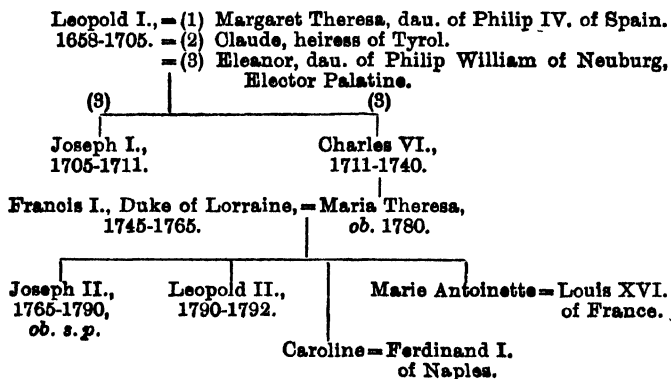 Leopold I., = (1) Margaret Theresa, dau. of Philip IV. of Spain.
1658-1705. = (2) Claude, heiress of Tyrol.
= (3) Eleanor, dau. of Philip William of Neuburg,
Elector Palatine.
(3) (3)
Joseph I., Charles VI.,
1705-1711. 1711-1740.
Francis I., Duke of Lorraine, = Maria Theresa,
1745-1765. ob. 1780.
Joseph II., Leopold II., Marie Antoinette = Louis XVI.
1765-1790, 1790-1792. of France.
ob. s.p.
Caroline = Ferdinand I.
of Naples.